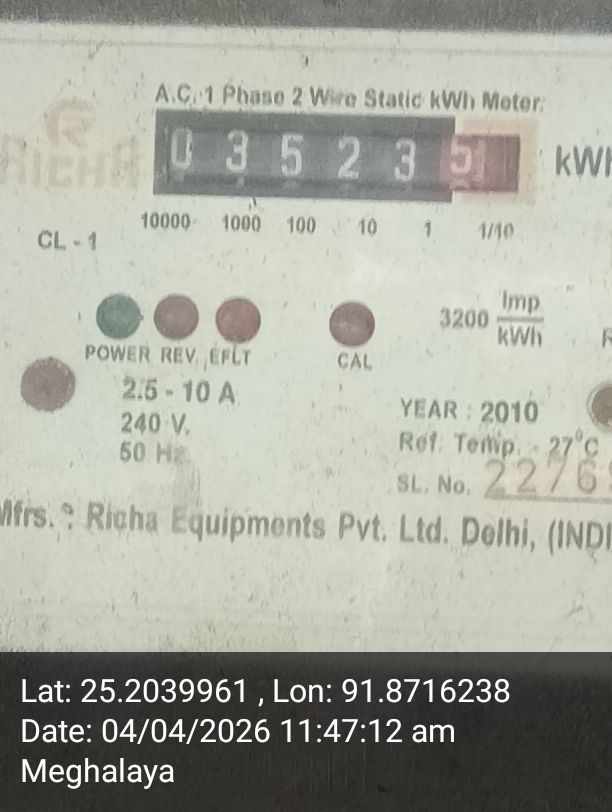 A.C. 1 Phase 2 Wire Static kWh Meter.
RICHA
0 3 5 2 3 5 kWh
10000 1000 100 10 1 1/10
CL - 1
3200 Imp
kWh
POWER REV. EFLT CAL
2.5 - 10 A
240 V.
50 Hz
YEAR : 2010
Ref. Temp. - 27°C
SL. No. 2276
Mfrs. : Richa Equipments Pvt. Ltd. Delhi, (INDI
Lat: 25.2039961 , Lon: 91.8716238
Date: 04/04/2026 11:47:12 am
Meghalaya